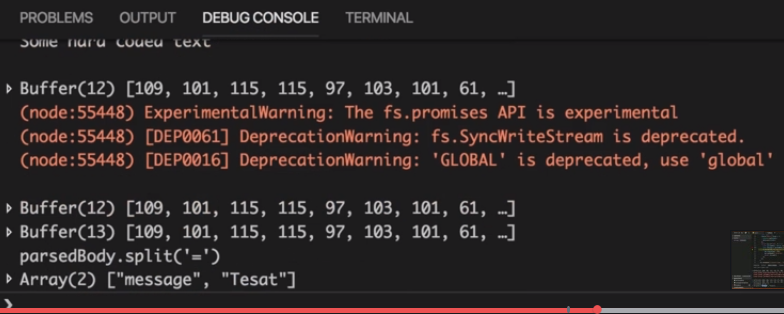 PROBLEMS OUTPUT DEBUG CONSOLE TERMINAL
Some hard coded text
Buffer(12) [109, 101, 115, 115, 97, 103, 101, 61, …]
(node:55448) ExperimentalWarning: The fs.promises API is experimental
(node:55448) [DEP0061] DeprecationWarning: fs.SyncWriteStream is deprecated.
(node:55448) [DEP0016] DeprecationWarning: 'GLOBAL' is deprecated, use 'global'
Buffer(12) [109, 101, 115, 115, 97, 103, 101, 61, …]
Buffer(13) [109, 101, 115, 115, 97, 103, 101, 61, …]
parsedBody.split('=')
Array(2) ["message", "Tesat"]